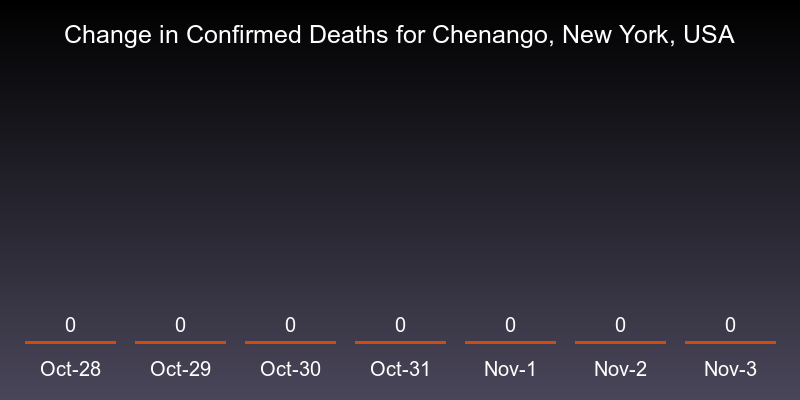 Change in Confirmed Deaths for Chenango, New York, USA
0 0 0 0 0 0 0
Oct-28 Oct-29 Oct-30 Oct-31 Nov-1 Nov-2 Nov-3